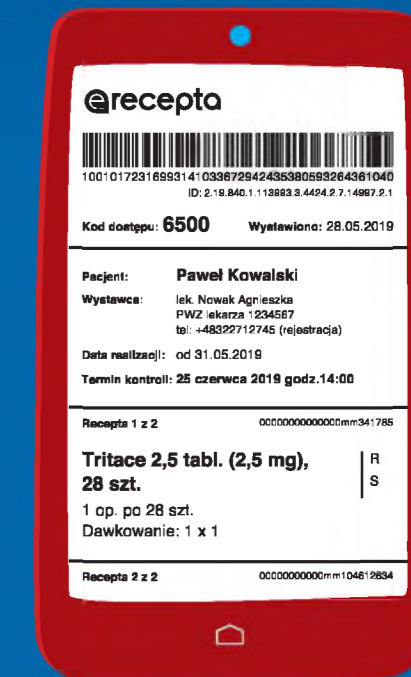 erecepta
10010172316993141033672942435380593264361040
ID: 2.19.840.1.113883.3.4424.2.7.14997.2.1
Kod dostępu: 6500 Wystawiono: 28.05.2019
Pacjent: Paweł Kowalski
Wystawca: lek. Nowak Agnieszka
PWZ lekarza 1234567
tel: +48322712745 (rejestracja)
Data realizacji: od 31.05.2019
Termin kontroli: 25 czerwca 2019 godz.14:00
Recepta 1 z 2 00000000000000mm341785
Tritace 2,5 tabl. (2,5 mg), R
28 szt. S
1 op. po 28 szt.
Dawkowanie: 1 x 1
Recepta 2 z 2 00000000000mm104612634